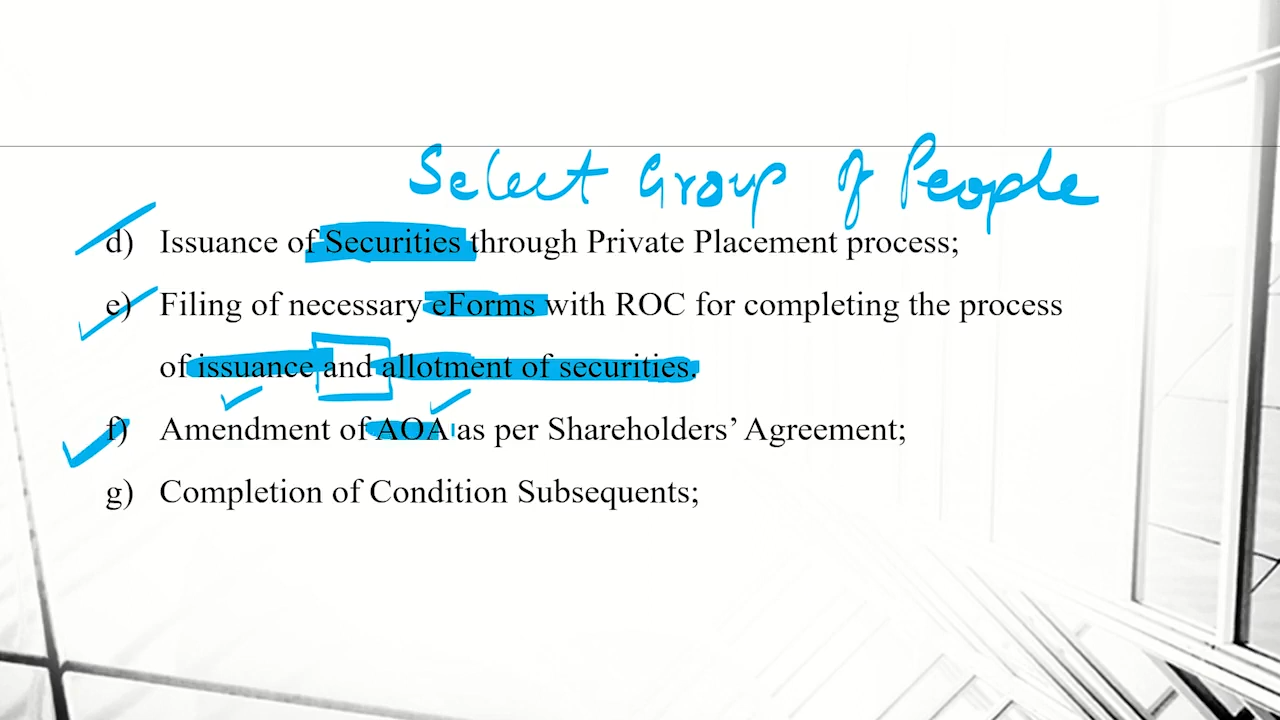 Select Group of People
d) Issuance of Securities through Private Placement process;
e) Filing of necessary eForms with ROC for completing the process
of issuance and allotment of securities.
f) Amendment of AOA as per Shareholders’ Agreement;
g) Completion of Condition Subsequents;